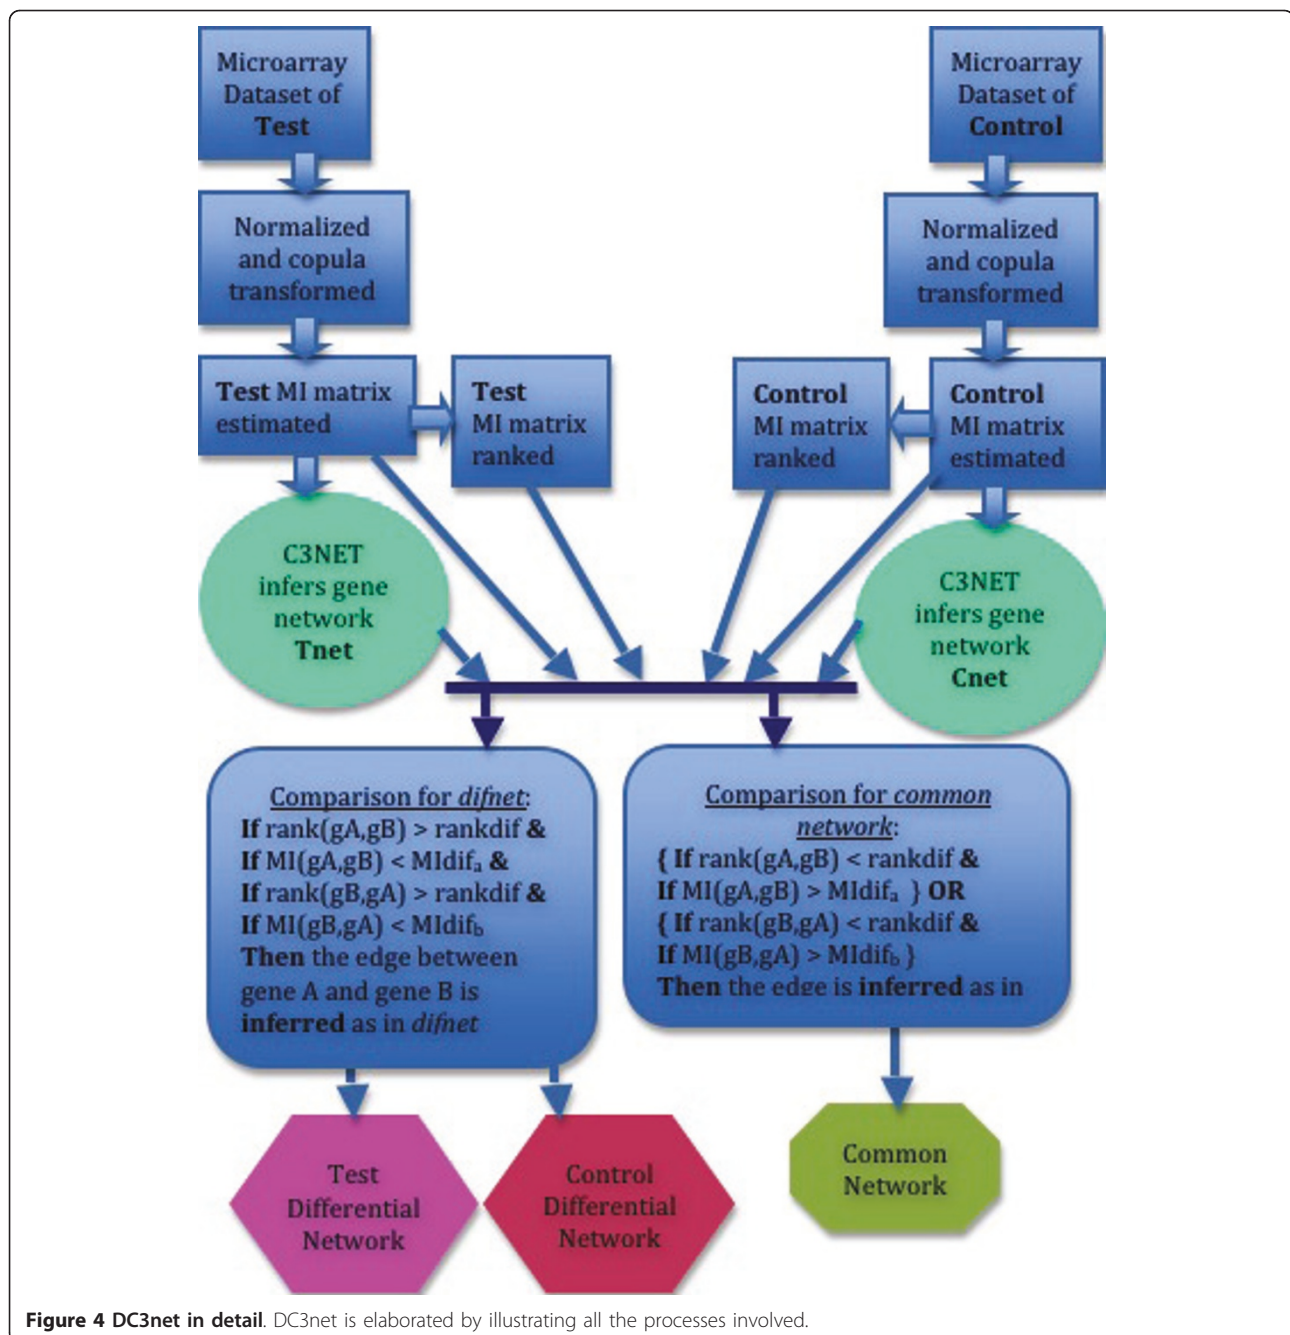 Microarray
Dataset of
Test
Microarray
Dataset of
Control
Normalized
and copula
transformed
Normalized
and copula
transformed
Test MI matrix
estimated
Test
MI matrix
ranked
Control
MI matrix
ranked
Control
MI matrix
estimated
C3NET
infers gene
network
Tnet
C3NET
infers gene
network
Cnet
Comparison for difnet:
If rank(gA,gB) > rankdif &
If MI(gA,gB) < MIdifₐ &
If rank(gB,gA) > rankdif &
If MI(gB,gA) < MIdif_b
Then the edge between
gene A and gene B is
inferred as in difnet
Comparison for common
network:
{ If rank(gA,gB) < rankdif &
If MI(gA,gB) > MIdifₐ } OR
{ If rank(gB,gA) < rankdif &
If MI(gB,gA) > MIdif_b }
Then the edge is inferred as in
Test
Differential
Network
Control
Differential
Network
Common
Network
Figure 4 DC3net in detail. DC3net is elaborated by illustrating all the processes involved.